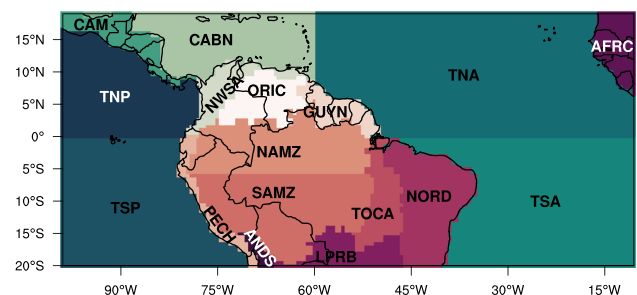 CAM
15°N
CABN
AFRC
10°N
TNA
TNP
NWSA
ORIC
5°N
GUYN
0°
NAMZ
5°S
SAMZ
NORD
10°S
TSP
TSA
TOCA
PECH
15°S
ANDS
LPRB
20°S
90°W 75°W 60°W 45°W 30°W 15°W